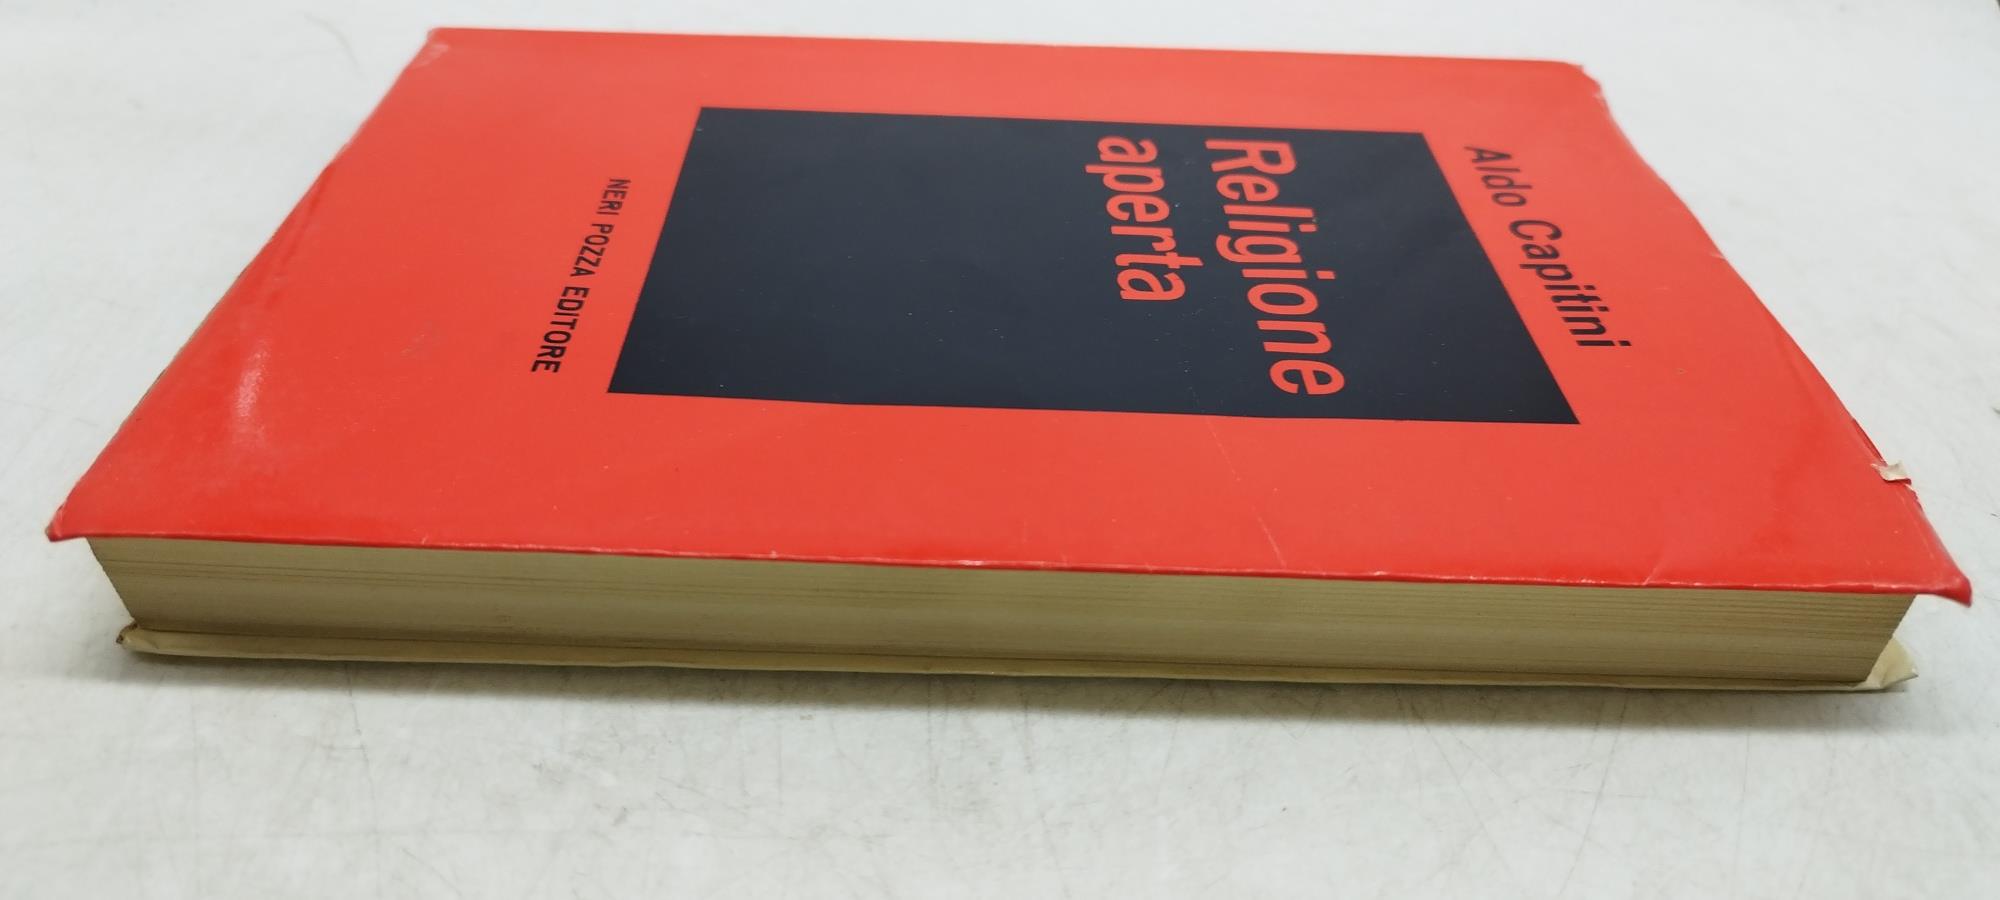 Aldo Capitini
Religione
aperta
NERI POZZA EDITORE